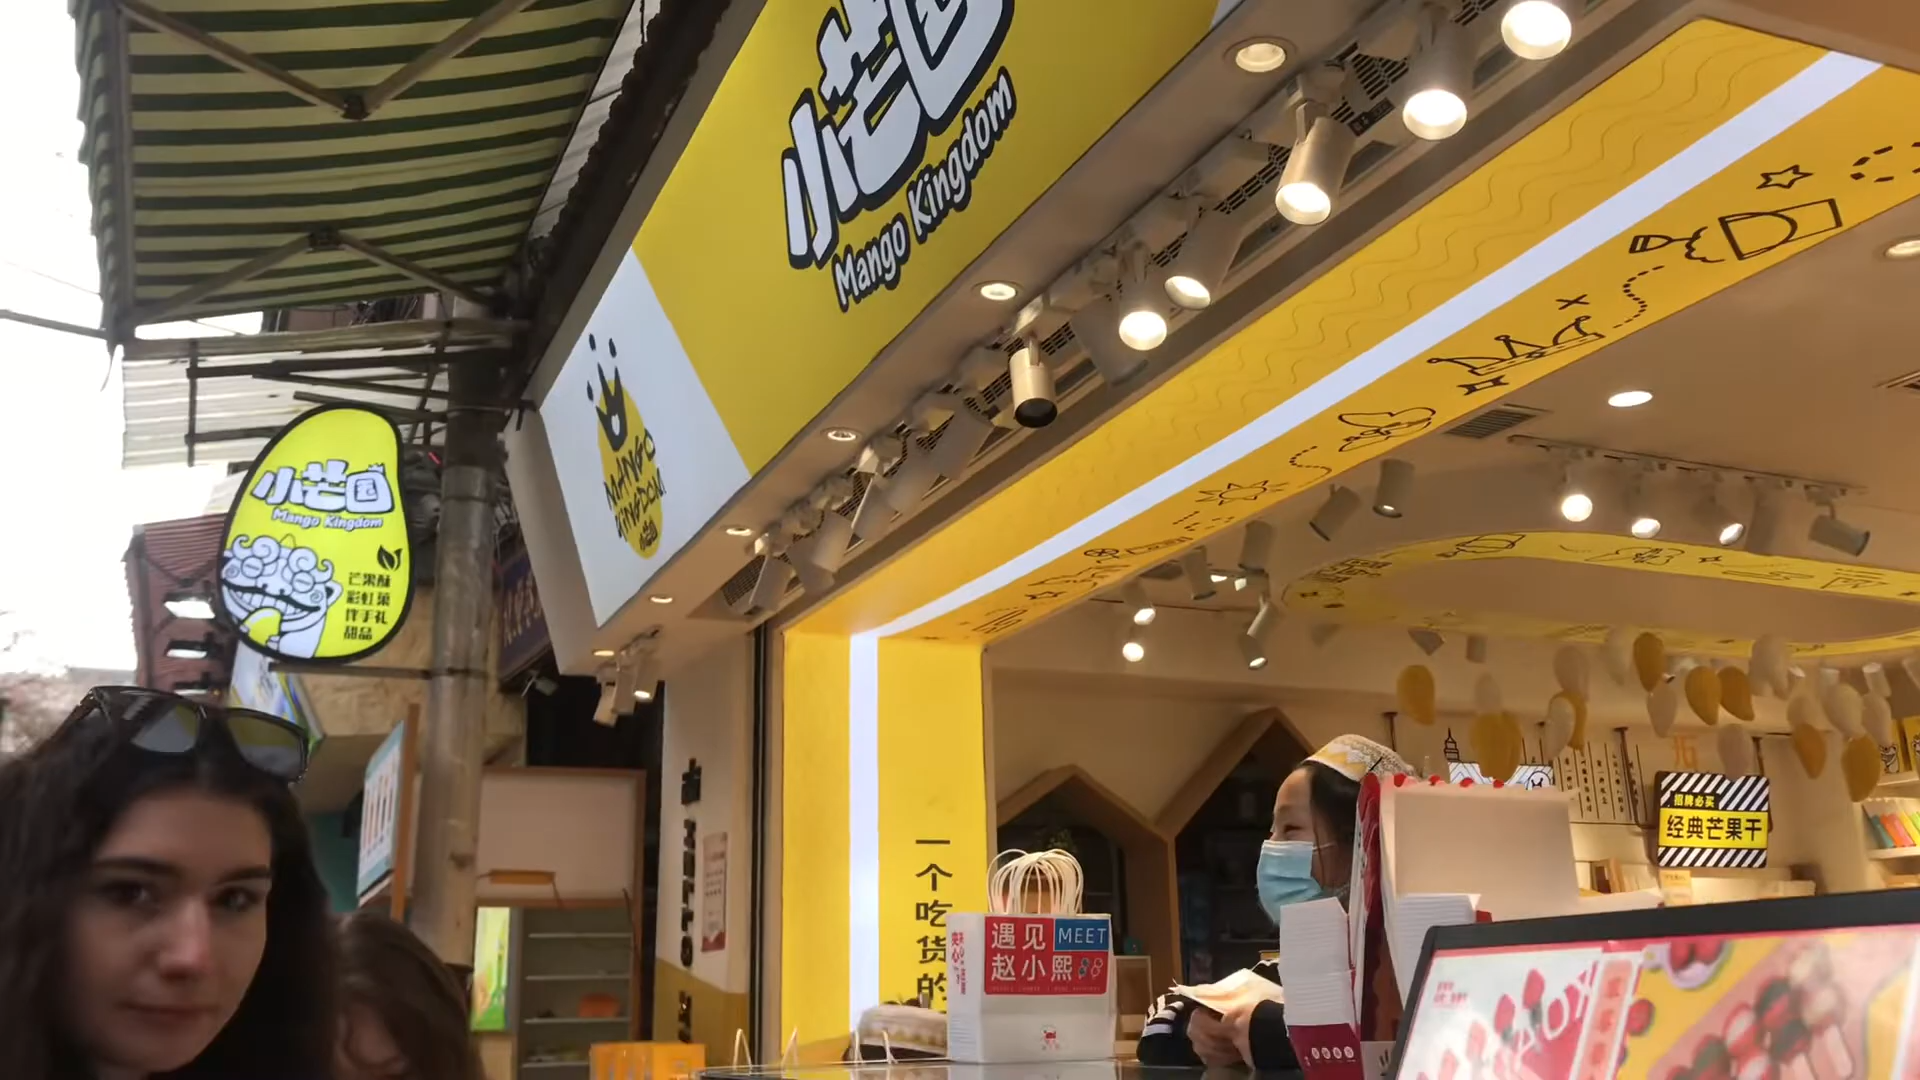 小芒国
Mango Kingdom
MANGO
KINGDOM
小芒国
Mango Kingdom
芒果酥
彩虹菓
伴手礼
甜品
一个吃货的
遇见
MEET
赵小熙
招牌必买
经典芒果干